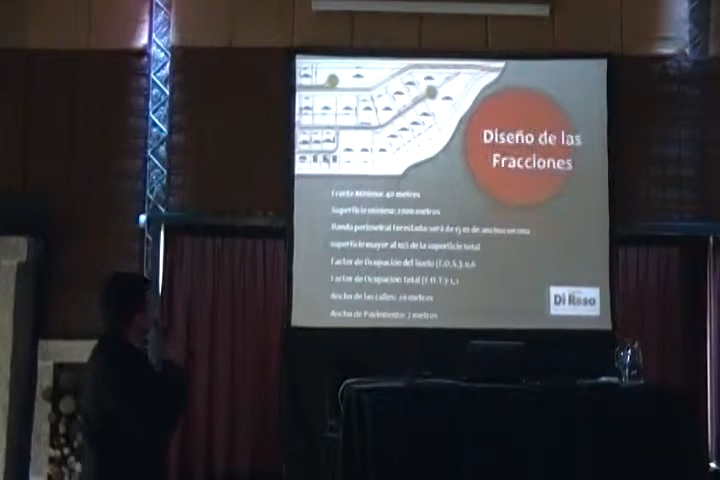 Diseño de las
Fracciones
Frente Mínimo: 40 metros
Superficie mínima: 2000 metros
Banda perimetral forestada: será de 15 m de ancho en una
superficie mayor al 10% de la superficie total
Factor de Ocupación del Suelo (F.O.S.): 0,6
Factor de Ocupación Total (F.O.T.): 1,2
Ancho de las calles: 20 metros
Ancho de Pavimento: 7 metros
Di Raso